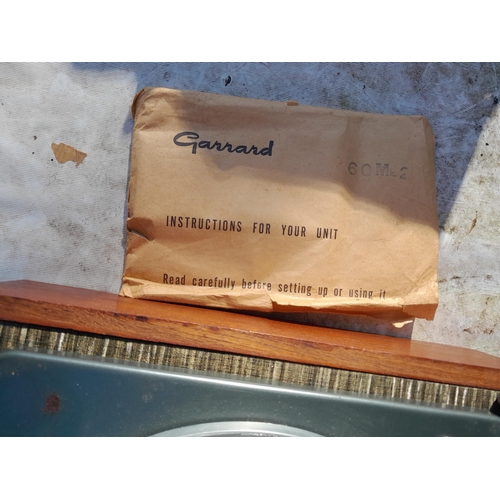 Garrard
INSTRUCTIONS FOR YOUR UNIT
Read carefully before setting up or using it